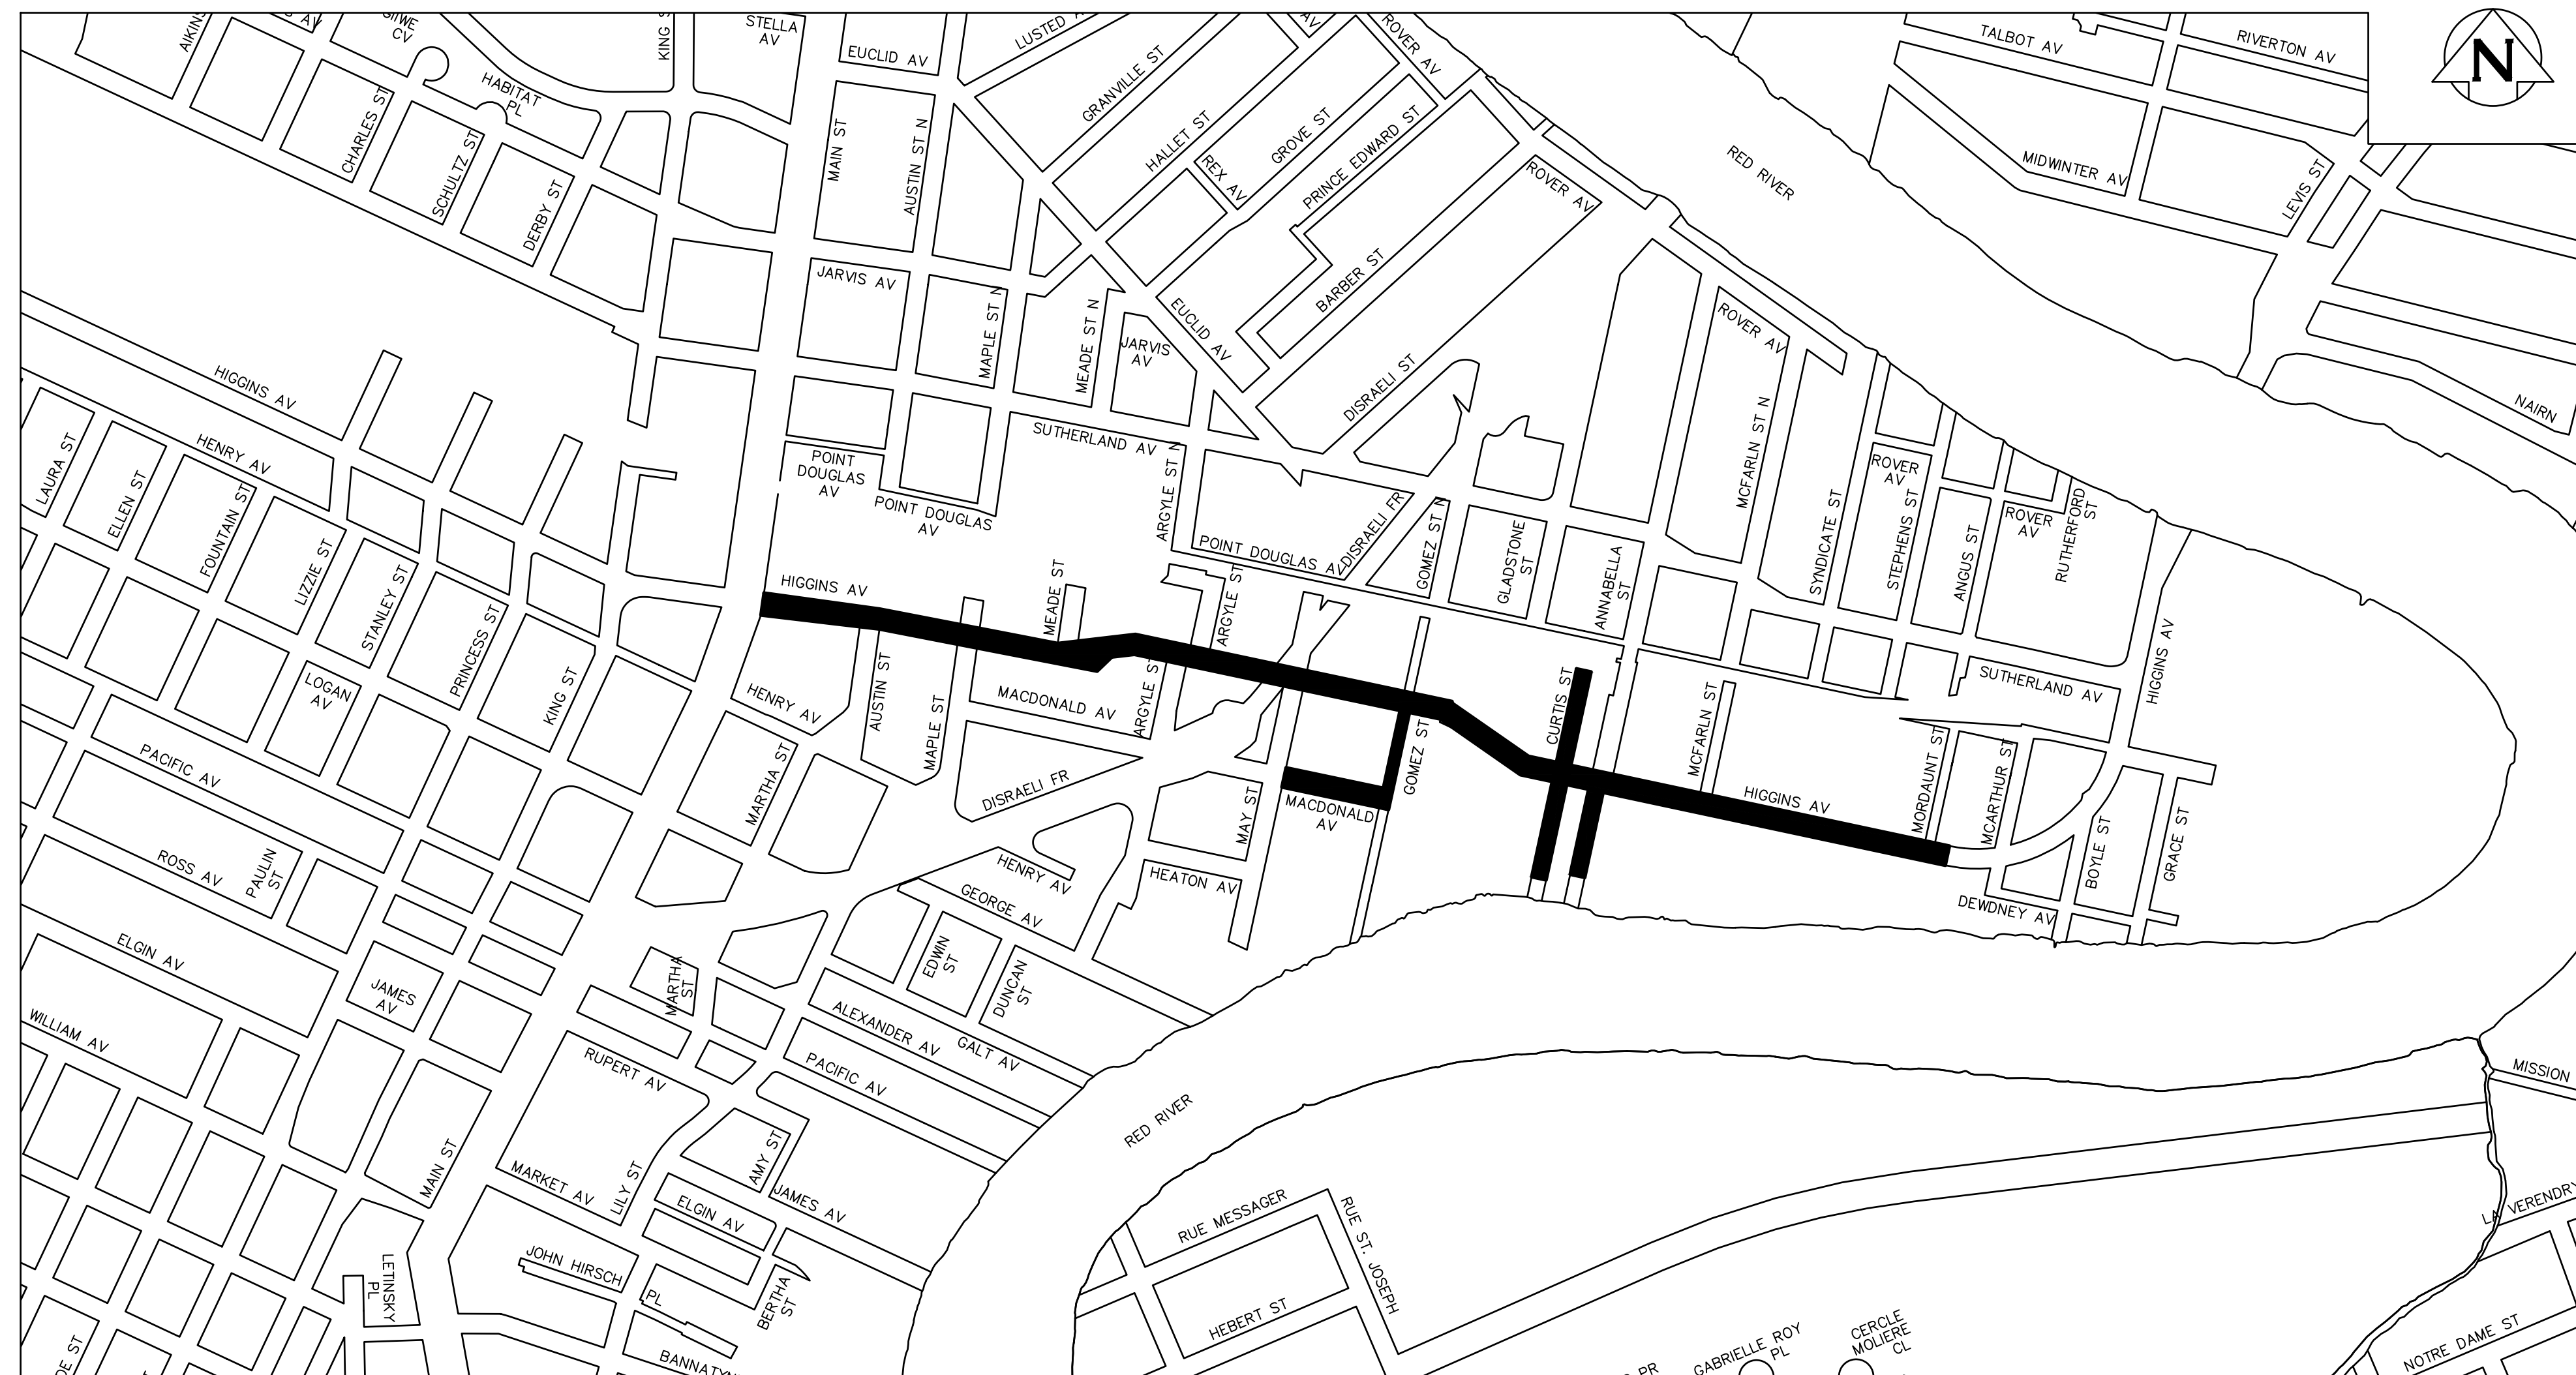 STELLA
AV
EUCLID AV
TALBOT AV
RIVERTON AV
N
CV
HABITAT
PL
CHARLES ST
SCHULTZ ST
DERBY ST
MAIN ST
AUSTIN ST N
GRANVILLE ST
HALLET ST
REX AV
GROVE ST
PRINCE EDWARD ST
ROVER AV
ROVER AV
RED RIVER
MIDWINTER AV
LEVIS ST
JARVIS AV
MAPLE ST N
MEADE ST N
JARVIS
AV
EUCLID AV
BARBER ST
DISRAELI ST
ROVER AV
NAIRN
HIGGINS AV
HENRY AV
LAURA ST
ELLEN ST
FOUNTAIN ST
LIZZIE ST
STANLEY ST
PRINCESS ST
KING ST
LOGAN
AV
POINT
DOUGLAS
AV
POINT DOUGLAS
AV
SUTHERLAND AV
ARGYLE ST N
POINT DOUGLAS AV
DISRAELI FR
GOMEZ ST N
GLADSTONE
ST
ANNABELLA
ST
MCFARLN ST N
SYNDICATE ST
ROVER
AV
STEPHENS ST
ANGUS ST
ROVER
AV
RUTHERFORD
ST
HIGGINS AV
SUTHERLAND AV
HIGGINS AV
MEADE ST
ARGYLE ST
HENRY AV
AUSTIN ST
MAPLE ST
MACDONALD AV
ARGYLE ST
DISRAELI FR
MARTHA ST
GOMEZ ST
MACDONALD
AV
MAY ST
HEATON AV
CURTIS ST
MCFARLN ST
HIGGINS AV
MORDAUNT ST
MCARTHUR ST
BOYLE ST
GRACE ST
DEWDNEY AV
PACIFIC AV
ROSS AV
PAULIN
ST
ELGIN AV
JAMES
AV
WILLIAM AV
HENRY AV
GEORGE AV
EDWIN
ST
DUNCAN
ST
MARTHA
ST
ALEXANDER AV
GALT AV
PACIFIC AV
RUPERT AV
RED RIVER
MAIN ST
MARKET AV
LILY ST
AMY ST
JAMES AV
ELGIN AV
JOHN HIRSCH
PL
BERTHA
ST
LETINSKY
PL
RUE MESSAGER
RUE ST. JOSEPH
HEBERT ST
GABRIELLE ROY
PL
CERCLE
MOLIERE
CL
MISSION
NOTRE DAME ST